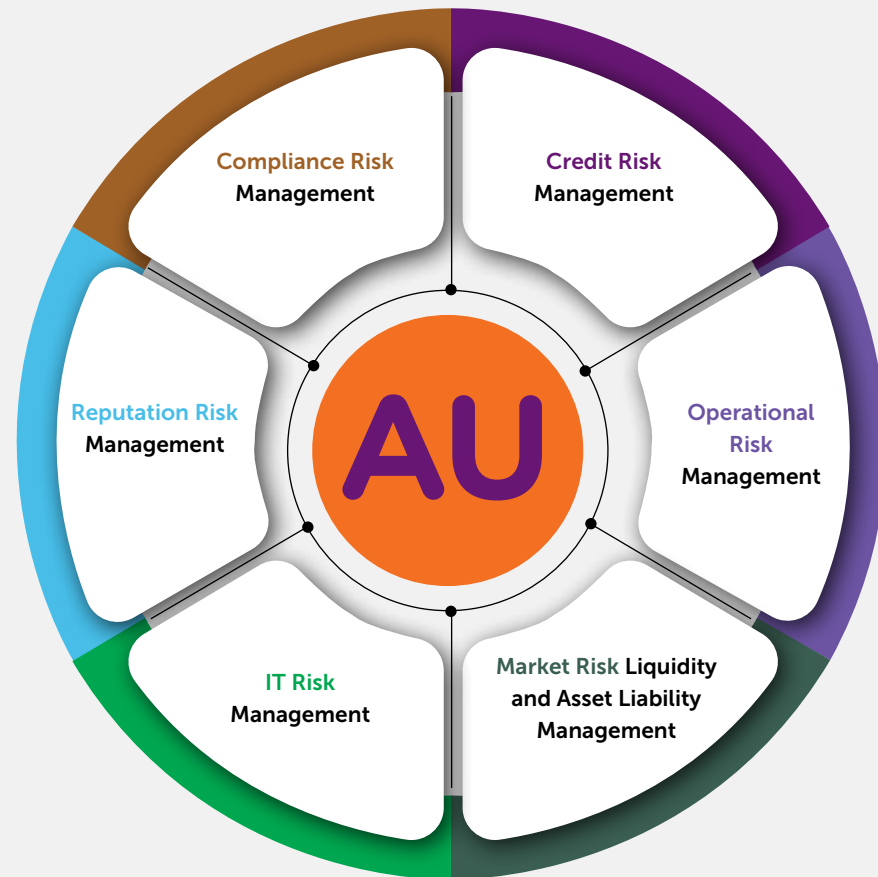 Compliance Risk
Management
Credit Risk
Management
Reputation Risk
Management
AU
Operational
Risk
Management
IT Risk
Management
Market Risk Liquidity
and Asset Liability
Management